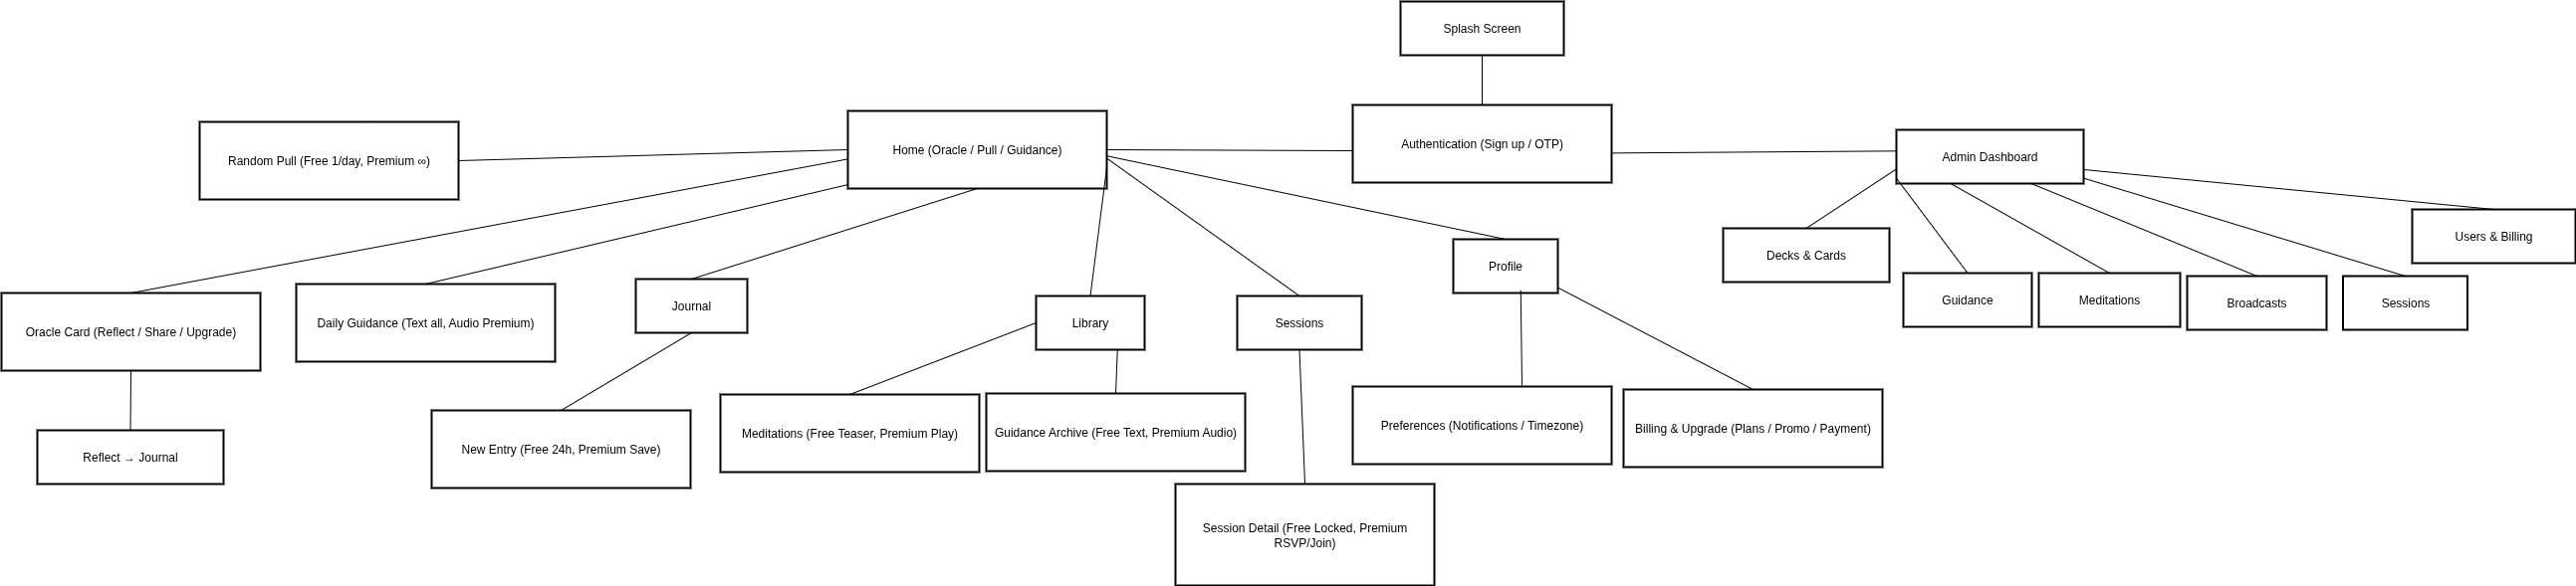 Splash Screen
Random Pull (Free 1/day, Premium ∞)
Home (Oracle / Pull / Guidance)
Authentication (Sign up / OTP)
Admin Dashboard
Oracle Card (Reflect / Share / Upgrade)
Daily Guidance (Text all, Audio Premium)
Journal
Library
Sessions
Profile
Decks & Cards
Guidance
Meditations
Broadcasts
Sessions
Users & Billing
Reflect → Journal
New Entry (Free 24h, Premium Save)
Meditations (Free Teaser, Premium Play)
Guidance Archive (Free Text, Premium Audio)
Preferences (Notifications / Timezone)
Billing & Upgrade (Plans / Promo / Payment)
Session Detail (Free Locked, Premium
RSVP/Join)